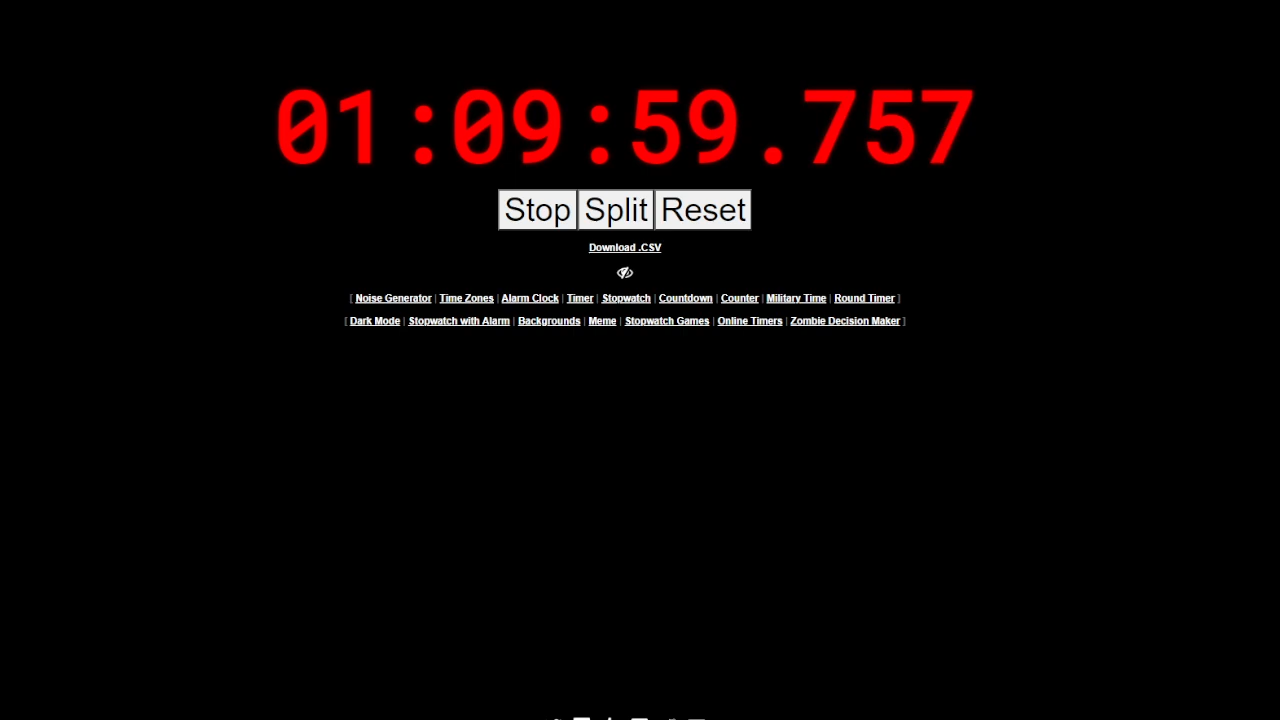 01:09:59.757
Stop Split Reset
Download .CSV
[ Noise Generator | Time Zones | Alarm Clock | Timer | Stopwatch | Countdown | Counter | Military Time | Round Timer ]
[ Dark Mode | Stopwatch with Alarm | Backgrounds | Meme | Stopwatch Games | Online Timers | Zombie Decision Maker ]